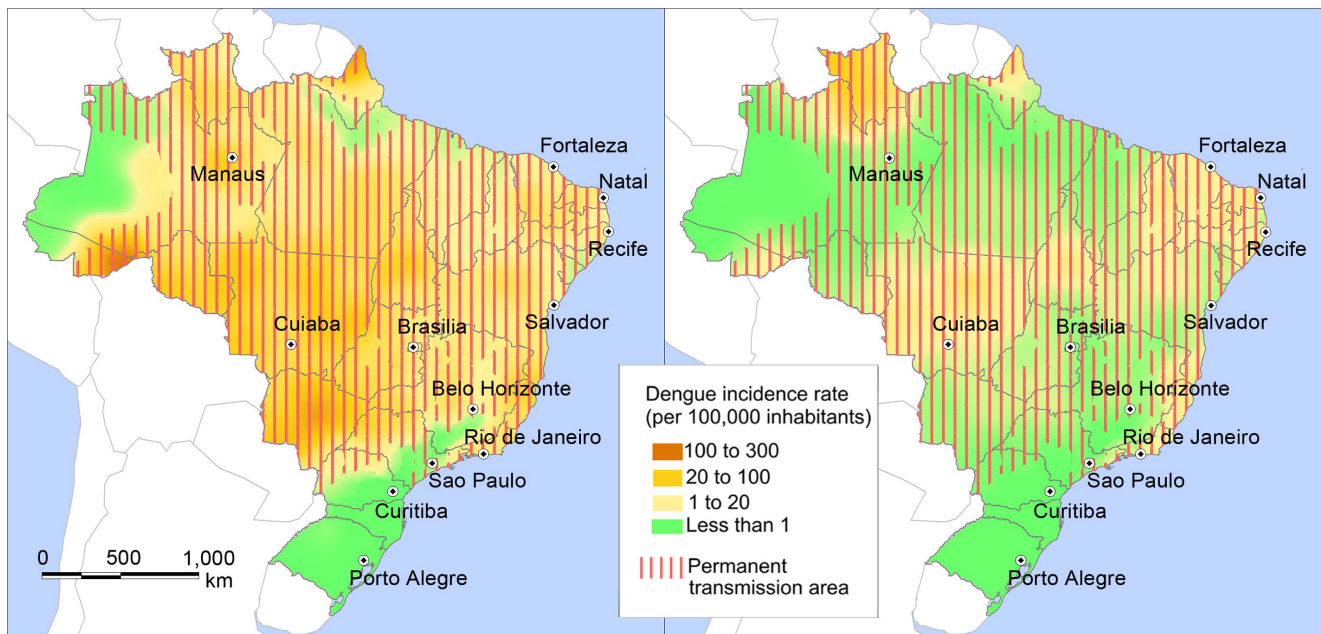 Fortaleza
Natal
Manaus
Recife
Cuiaba
Brasilia
Salvador
Belo Horizonte
Rio de Janeiro
Sao Paulo
Curitiba
Porto Alegre
0 500 1,000
km
Dengue incidence rate
(per 100,000 inhabitants)
100 to 300
20 to 100
1 to 20
Less than 1
Permanent
transmission area
Fortaleza
Natal
Manaus
Recife
Cuiaba
Brasilia
Salvador
Belo Horizonte
Rio de Janeiro
Sao Paulo
Curitiba
Porto Alegre